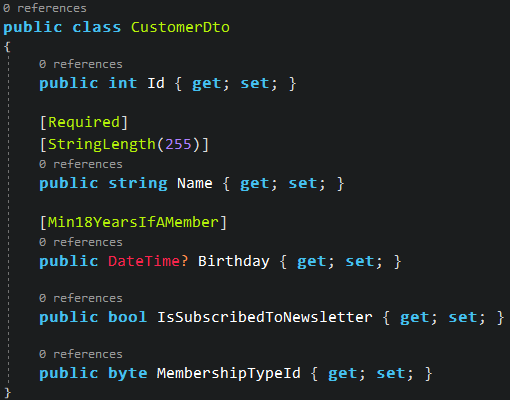 0 references
public class CustomerDto
{
0 references
public int Id { get; set; }
[Required]
[StringLength(255)]
0 references
public string Name { get; set; }
[Min18YearsIfAMember]
0 references
public DateTime? Birthday { get; set; }
0 references
public bool IsSubscribedToNewsletter { get; set; }
0 references
public byte MembershipTypeId { get; set; }
}